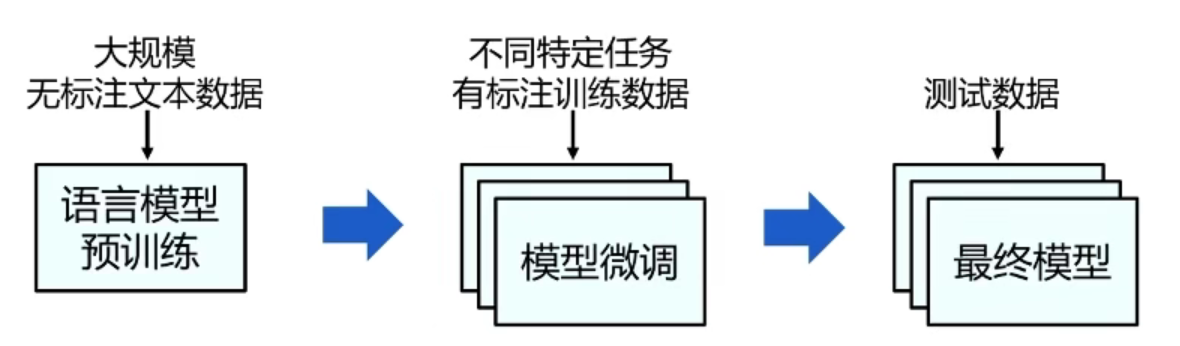 大规模
无标注文本数据
语言模型
预训练
不同特定任务
有标注训练数据
模型微调
测试数据
最终模型